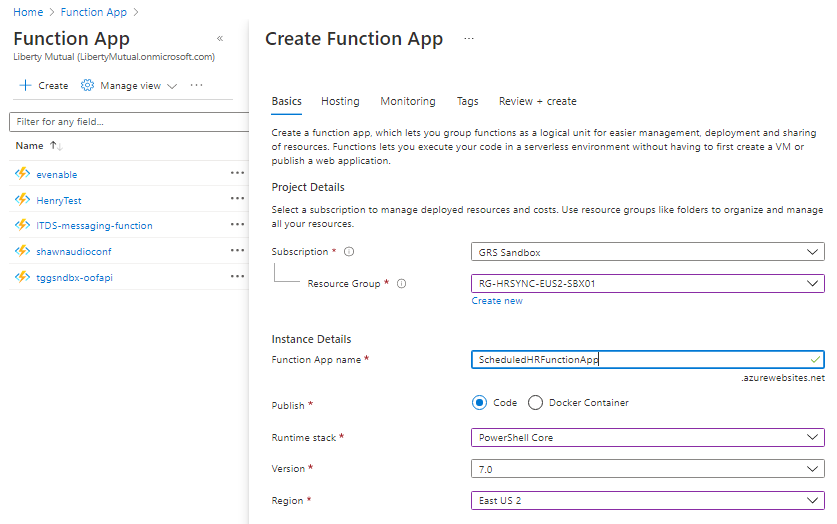 Home > Function App >
Function App
«
Liberty Mutual (LibertyMutual.onmicrosoft.com)
+ Create
Manage view
...
Filter for any field...
Name ↑↓
evenable
...
HenryTest
...
ITDS-messaging-function
...
shawnaudioconf
...
tggsndbx-oofapi
...
Create Function App
...
Basics Hosting Monitoring Tags Review + create
Create a function app, which lets you group functions as a logical unit for easier management, deployment and sharing
of resources. Functions lets you execute your code in a serverless environment without having to first create a VM or
publish a web application.
Project Details
Select a subscription to manage deployed resources and costs. Use resource groups like folders to organize and manage
all your resources.
Subscription * GRS Sandbox
Resource Group * RG-HRSYNC-EUS2-SBX01
Create new
Instance Details
Function App name * ScheduledHRFunctionApp
.azurewebsites.net
Publish * Code Docker Container
Runtime stack * PowerShell Core
Version * 7.0
Region * East US 2